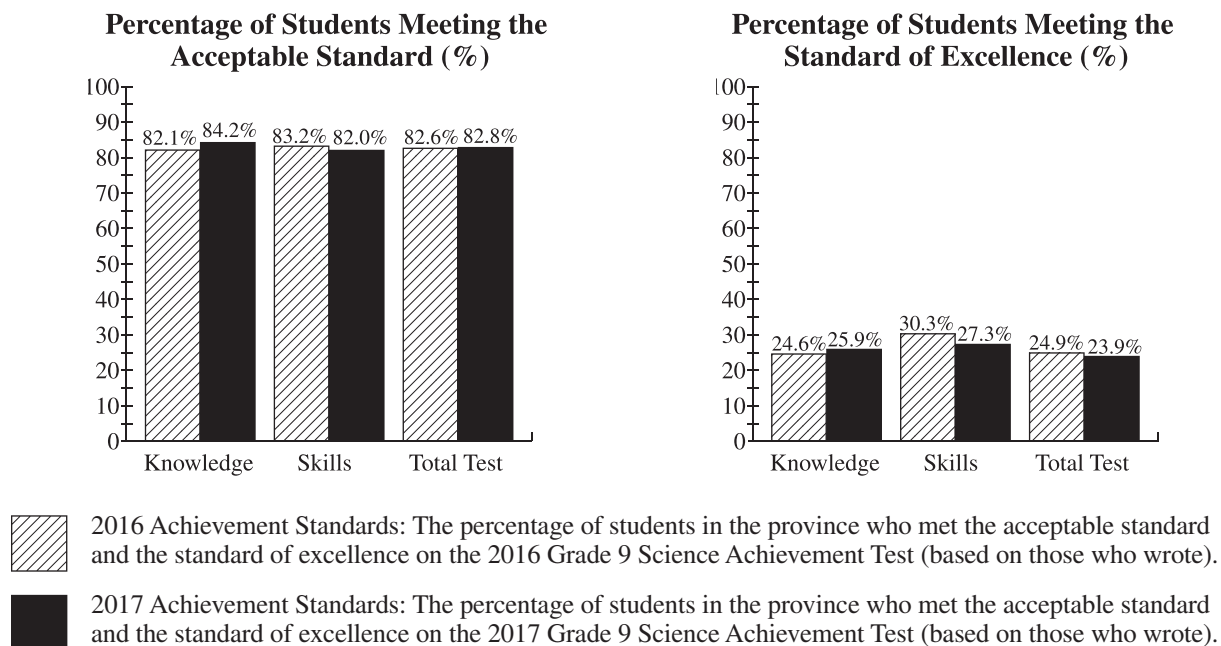 Percentage of Students Meeting the
Acceptable Standard (%)
100
90
80
70
60
50
40
30
20
10
0
82.1%
84.2%
83.2%
82.0%
82.6%
82.8%
Knowledge
Skills
Total Test
Percentage of Students Meeting the
Standard of Excellence (%)
100
90
80
70
60
50
40
30
20
10
0
24.6%
25.9%
30.3%
27.3%
24.9%
23.9%
Knowledge
Skills
Total Test
2016 Achievement Standards: The percentage of students in the province who met the acceptable standard
and the standard of excellence on the 2016 Grade 9 Science Achievement Test (based on those who wrote).
2017 Achievement Standards: The percentage of students in the province who met the acceptable standard
and the standard of excellence on the 2017 Grade 9 Science Achievement Test (based on those who wrote).